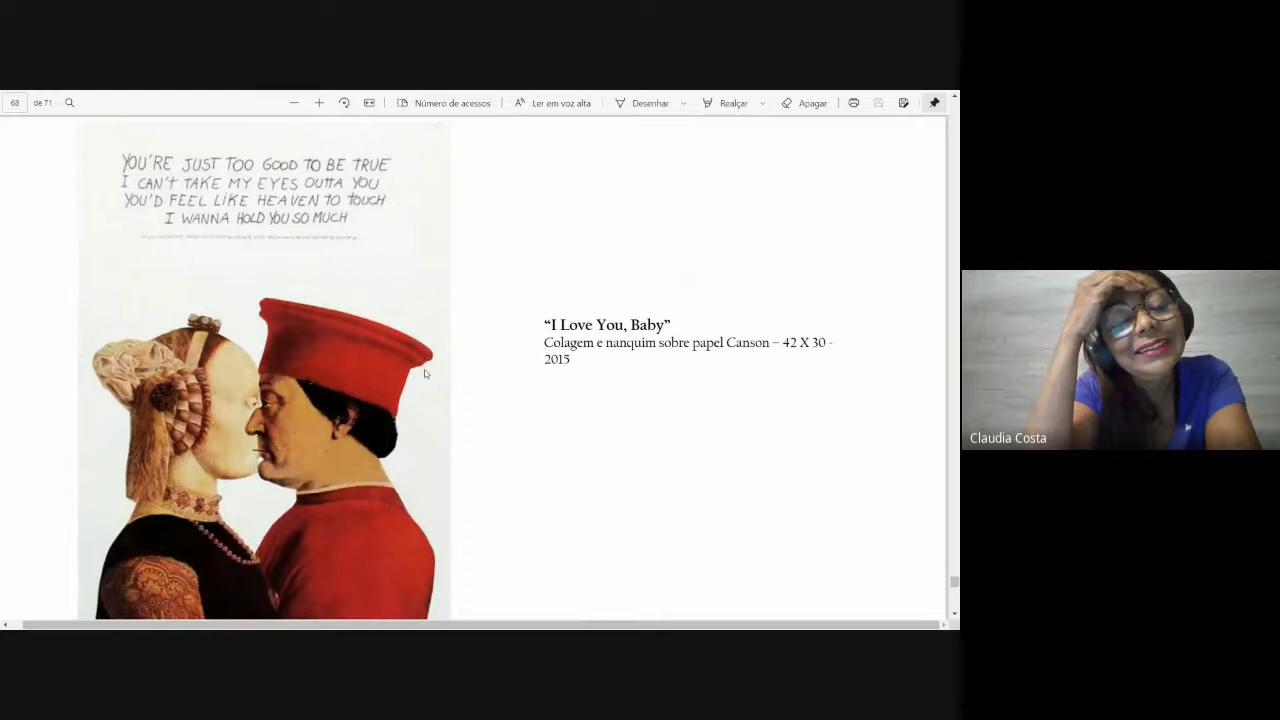 68 de 71
Número de acessos
Ler em voz alta
Desenhar
Realçar
Apagar
YOU'RE JUST TOO GOOD TO BE TRUE
I CAN'T TAKE MY EYES OUTTA YOU
YOU'D FEEL LIKE HEAVEN TO TOUCH
I WANNA HOLD YOU SO MUCH
“I Love You, Baby”
Colagem e nanquim sobre papel Canson – 42 X 30 -
2015
Claudia Costa